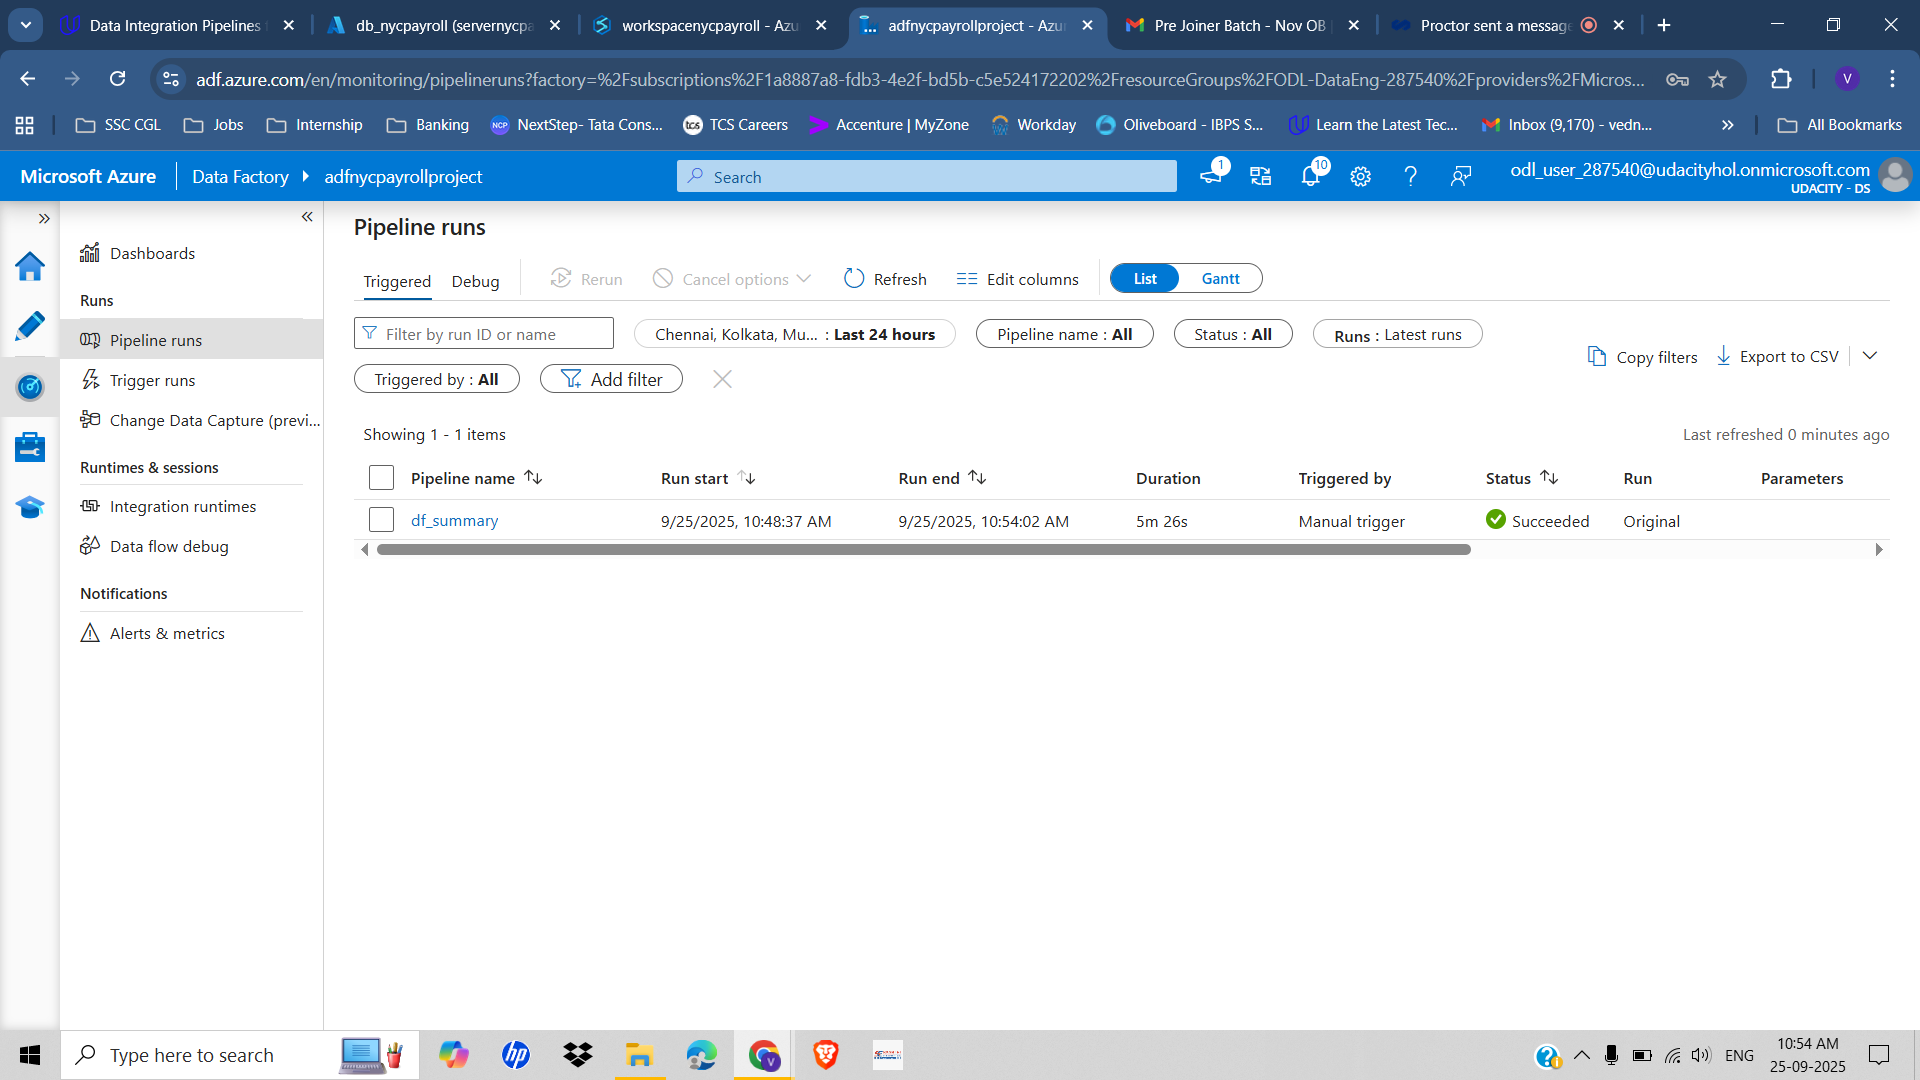 Data Integration Pipelines f
db_nycpayroll (servernycpa
workspacenycpayroll - Azu
adfnycpayrollproject - Azur
Pre Joiner Batch - Nov OB
Proctor sent a message
adf.azure.com/en/monitoring/pipelineruns?factory=%2Fsubscriptions%2F1a8887a8-fdb3-4e2f-bd5b-c5e524172202%2FresourceGroups%2FODL-DataEng-287540%2Fproviders%2FMicros...
V
SSC CGL
Jobs
Internship
Banking
NextStep- Tata Cons...
TCS Careers
Accenture | MyZone
Workday
Oliveboard - IBPS S...
Learn the Latest Tec...
Inbox (9,170) - vedn...
All Bookmarks
Microsoft Azure
Data Factory
adfnycpayrollproject
Search
1
10
odl_user_287540@udacityhol.onmicrosoft.com
UDACITY - DS
Dashboards
Runs
Pipeline runs
Trigger runs
Change Data Capture (previ...
Runtimes & sessions
Integration runtimes
Data flow debug
Notifications
Alerts & metrics
Pipeline runs
Triggered
Debug
Rerun
Cancel options
Refresh
Edit columns
List
Gantt
Filter by run ID or name
Chennai, Kolkata, Mu... : Last 24 hours
Pipeline name : All
Status : All
Runs : Latest runs
Copy filters
Export to CSV
Triggered by : All
Add filter
Showing 1 - 1 items
Last refreshed 0 minutes ago
Pipeline name
Run start
Run end
Duration
Triggered by
Status
Run
Parameters
df_summary
9/25/2025, 10:48:37 AM
9/25/2025, 10:54:02 AM
5m 26s
Manual trigger
Succeeded
Original
Type here to search
ENG
10:54 AM
25-09-2025